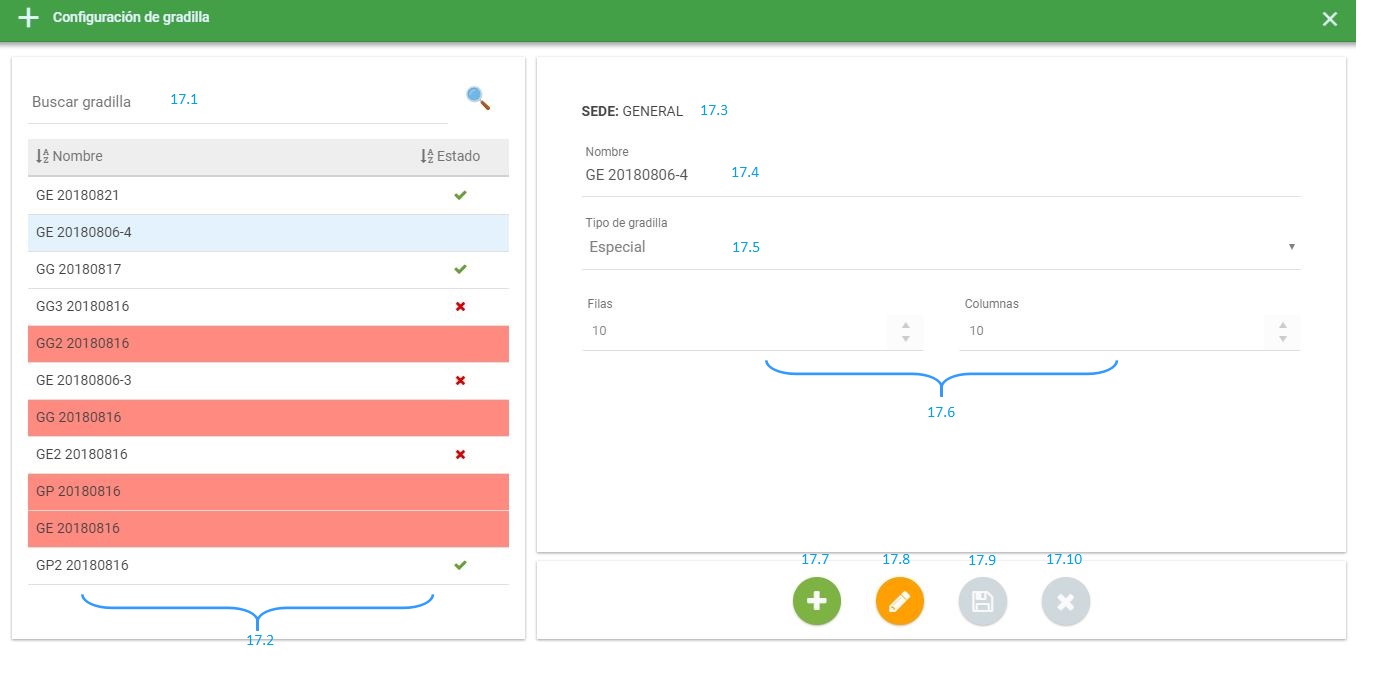 Configuración de gradilla
Buscar gradilla 17.1
Nombre Estado
GE 20180821
GE 20180806-4
GG 20180817
GG3 20180816
GG2 20180816
GE 20180806-3
GG 20180816
GE2 20180816
GP 20180816
GE 20180816
GP2 20180816
17.2
SEDE: GENERAL 17.3
Nombre
GE 20180806-4 17.4
Tipo de gradilla
Especial 17.5
Filas Columnas
10 10
17.6
17.7 17.8 17.9 17.10